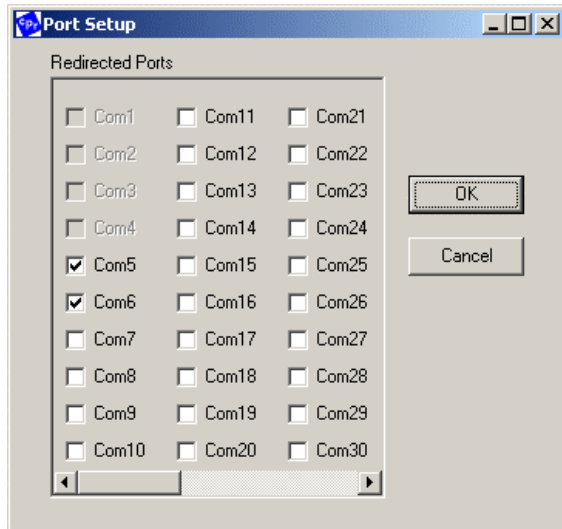 CPR Port Setup
Redirected Ports
Com1 Com11 Com21
Com2 Com12 Com22
Com3 Com13 Com23
Com4 Com14 Com24
Com5 Com15 Com25
Com6 Com16 Com26
Com7 Com17 Com27
Com8 Com18 Com28
Com9 Com19 Com29
Com10 Com20 Com30
OK
Cancel